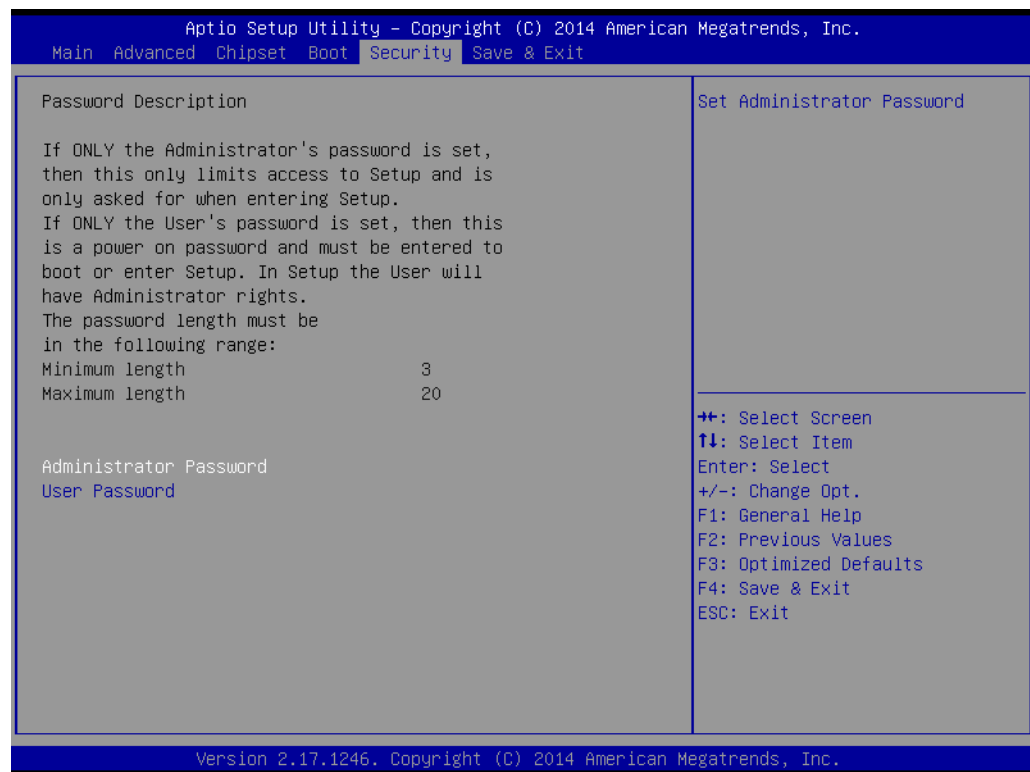 Aptio Setup Utility – Copyright (C) 2014 American Megatrends, Inc.
Main Advanced Chipset Boot Security Save & Exit
Password Description
If ONLY the Administrator's password is set,
then this only limits access to Setup and is
only asked for when entering Setup.
If ONLY the User's password is set, then this
is a power on password and must be entered to
boot or enter Setup. In Setup the User will
have Administrator rights.
The password length must be
in the following range:
Minimum length 3
Maximum length 20
Administrator Password
User Password
Set Administrator Password
→←: Select Screen
↑↓: Select Item
Enter: Select
+/-: Change Opt.
F1: General Help
F2: Previous Values
F3: Optimized Defaults
F4: Save & Exit
ESC: Exit
Version 2.17.1246. Copyright (C) 2014 American Megatrends, Inc.